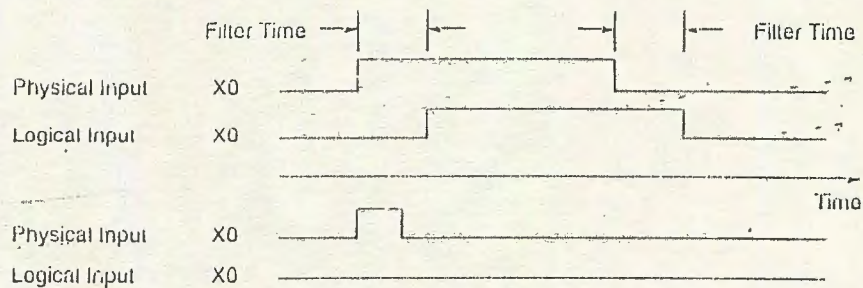 Filter Time Filter Time
Physical Input X0
Logical Input X0
Time
Physical Input X0
Logical Input X0